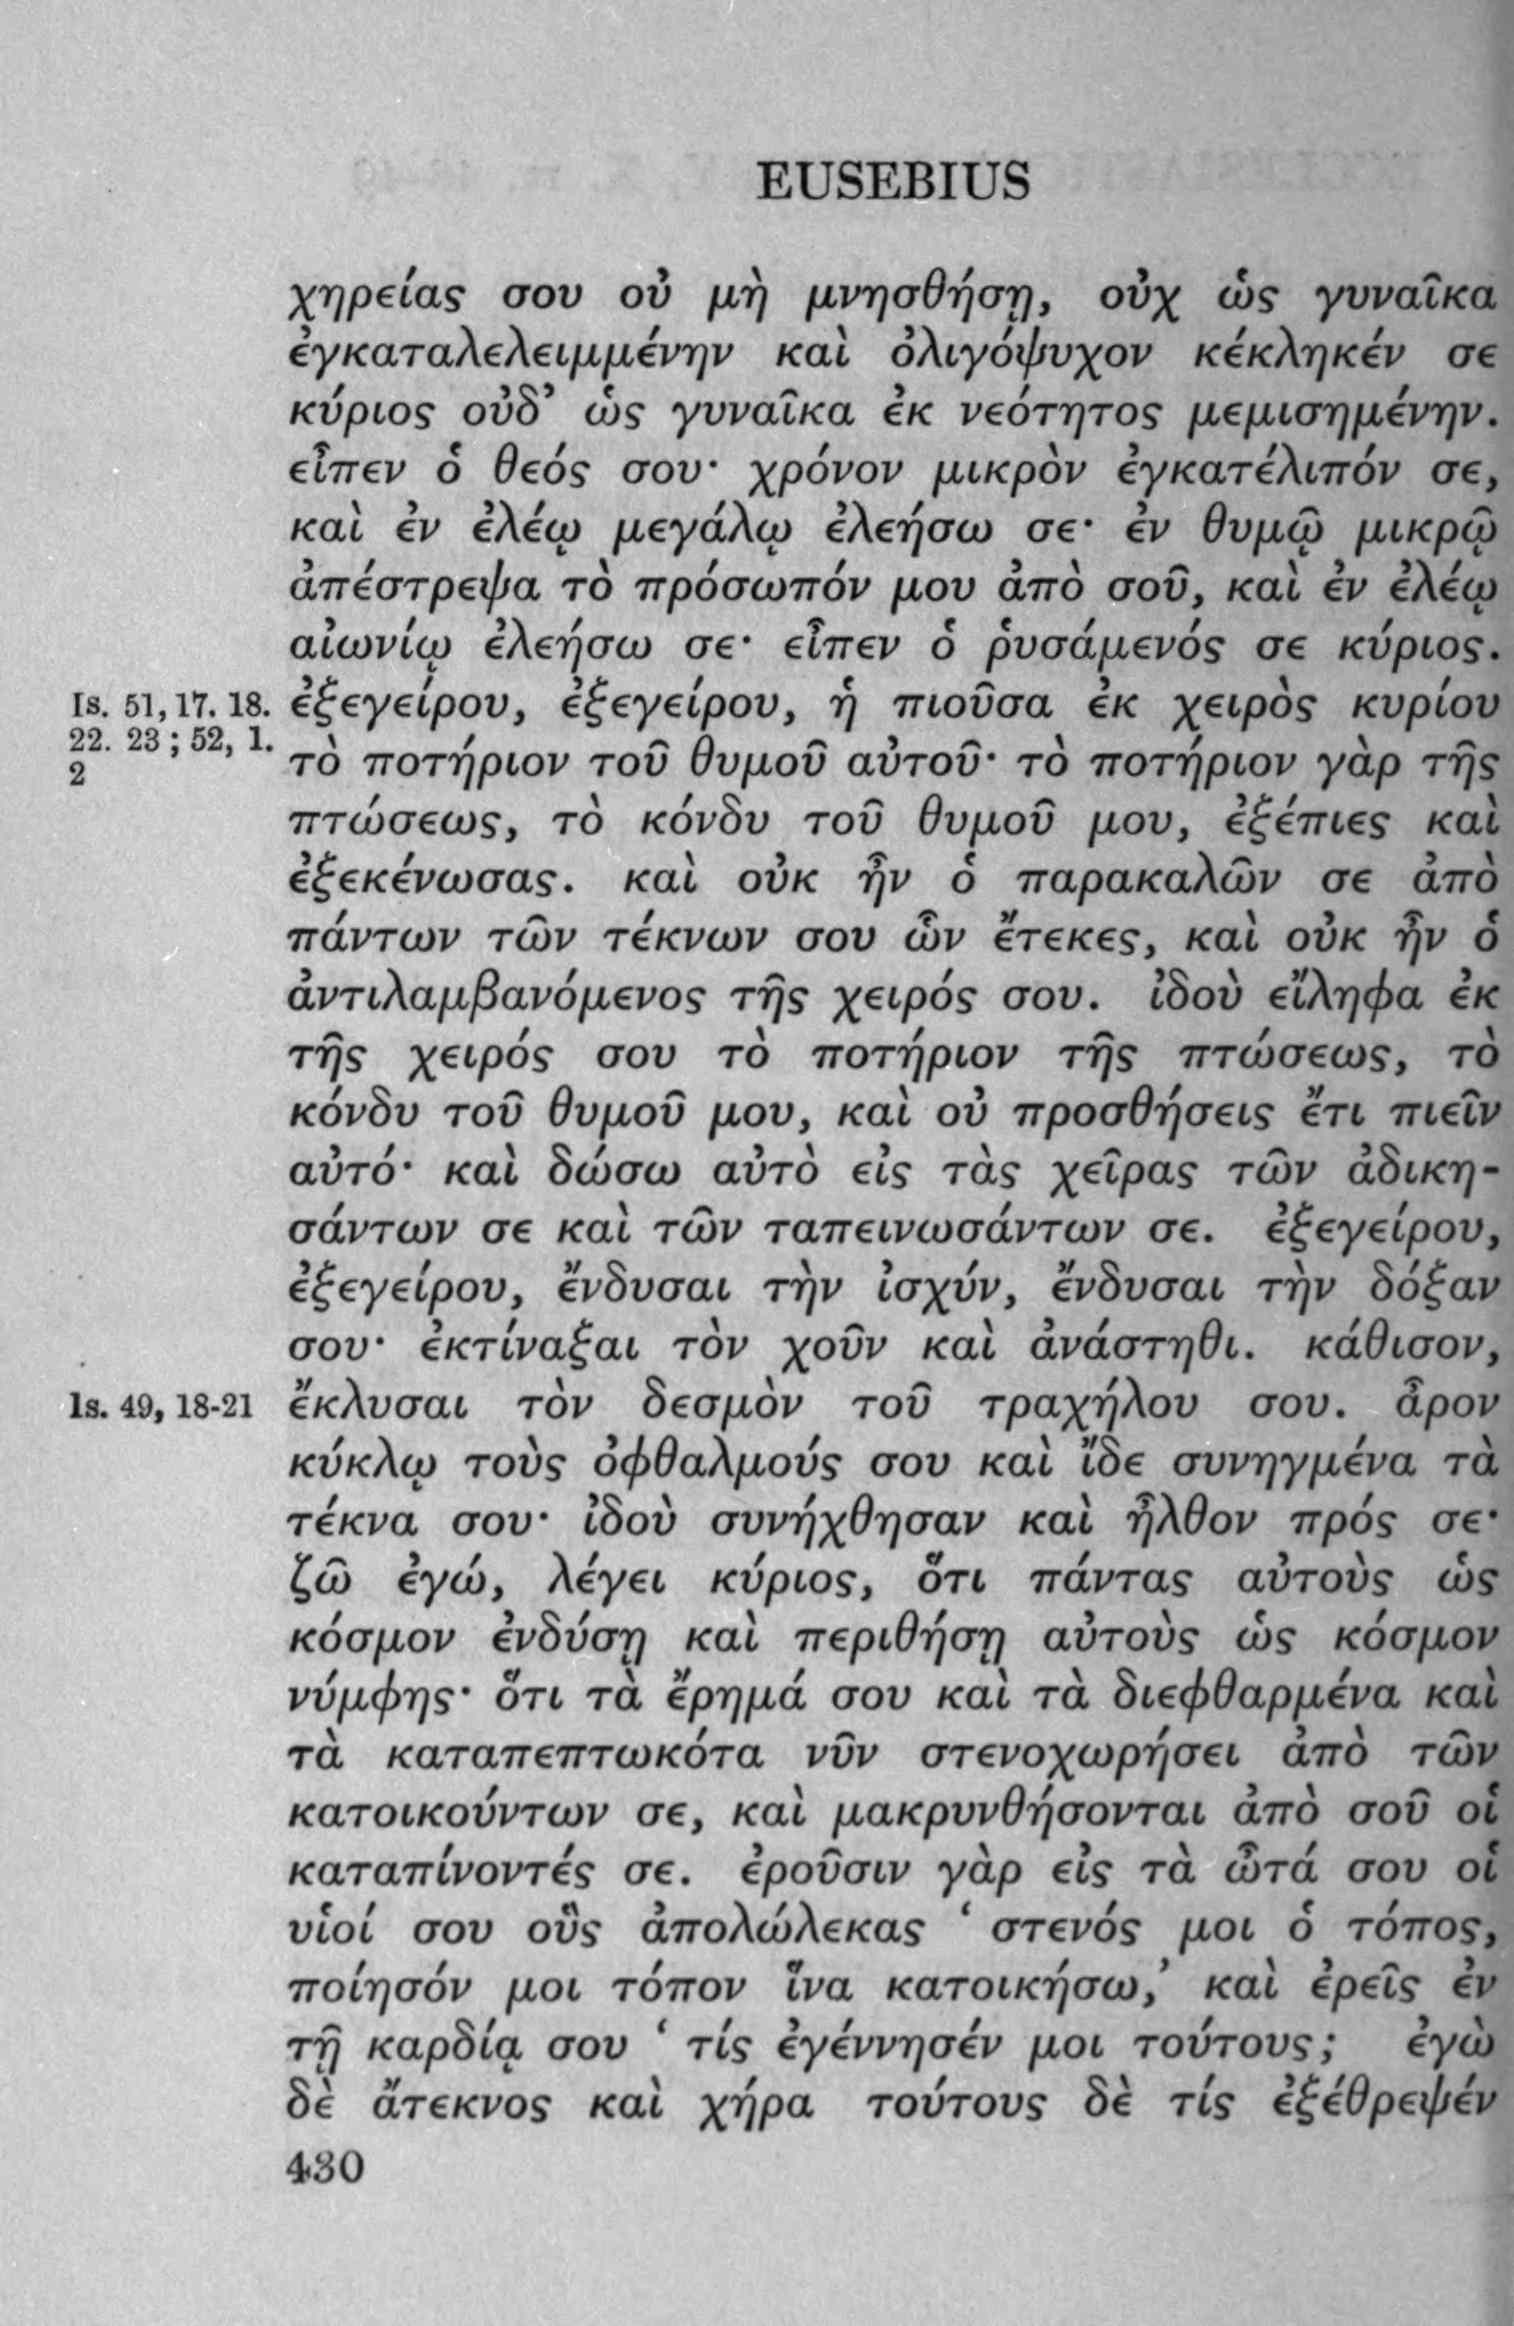 EUSEBIUS
χηρείας σου οὐ μὴ μνησθήσῃ, οὐχ ὡς γυναῖκα
ἐγκαταλελειμμένην καὶ ὀλιγόψυχον κέκληκέν σε
κύριος οὐδ’ ὡς γυναῖκα ἐκ νεότητος μεμισημένην.
εἶπεν ὁ θεός σου· χρόνον μικρὸν ἐγκατέλιπόν σε,
καὶ ἐν ἐλέῳ μεγάλῳ ἐλεήσω σε· ἐν θυμῷ μικρῷ
ἀπέστρεψα τὸ πρόσωπόν μου ἀπὸ σοῦ, καὶ ἐν ἐλέῳ
αἰωνίῳ ἐλεήσω σε· εἶπεν ὁ ῥυσάμενός σε κύριος.
Is. 51, 17. 18. ἐξεγείρου, ἐξεγείρου, ἡ πιοῦσα ἐκ χειρὸς κυρίου
22. 23 ; 52, 1. τὸ ποτήριον τοῦ θυμοῦ αὐτοῦ· τὸ ποτήριον γὰρ τῆς
2
πτώσεως, τὸ κόνδυ τοῦ θυμοῦ μου, ἐξέπιες καὶ
ἐξεκένωσας. καὶ οὐκ ἦν ὁ παρακαλῶν σε ἀπὸ
πάντων τῶν τέκνων σου ὧν ἔτεκες, καὶ οὐκ ἦν ὁ
ἀντιλαμβανόμενος τῆς χειρός σου. ἰδοὺ εἴληφα ἐκ
τῆς χειρός σου τὸ ποτήριον τῆς πτώσεως, τὸ
κόνδυ τοῦ θυμοῦ μου, καὶ οὐ προσθήσεις ἔτι πιεῖν
αὐτό· καὶ δώσω αὐτὸ εἰς τὰς χεῖρας τῶν ἀδικη-
σάντων σε καὶ τῶν ταπεινωσάντων σε. ἐξεγείρου,
ἐξεγείρου, ἔνδυσαι τὴν ἰσχύν, ἔνδυσαι τὴν δόξαν
σου· ἐκτίναξαι τὸν χοῦν καὶ ἀνάστηθι. κάθισον,
Is. 49, 18-21 ἔκλυσαι τὸν δεσμὸν τοῦ τραχήλου σου. ἆρον
κύκλῳ τοὺς ὀφθαλμούς σου καὶ ἴδε συνηγμένα τὰ
τέκνα σου· ἰδοὺ συνήχθησαν καὶ ἦλθον πρός σε·
ζῶ ἐγώ, λέγει κύριος, ὅτι πάντας αὐτοὺς ὡς
κόσμον ἐνδύσῃ καὶ περιθήσῃ αὐτοὺς ὡς κόσμον
νύμφης· ὅτι τὰ ἔρημά σου καὶ τὰ διεφθαρμένα καὶ
τὰ καταπεπτωκότα νῦν στενοχωρήσει ἀπὸ τῶν
κατοικούντων σε, καὶ μακρυνθήσονται ἀπὸ σοῦ οἱ
καταπίνοντές σε. ἐροῦσιν γὰρ εἰς τὰ ὦτά σου οἱ
υἱοί σου οὓς ἀπολώλεκας ‘ στενός μοι ὁ τόπος,
ποίησόν μοι τόπον ἵνα κατοικήσω,’ καὶ ἐρεῖς ἐν
τῇ καρδίᾳ σου ‘ τίς ἐγέννησέν μοι τούτους; ἐγὼ
δὲ ἄτεκνος καὶ χήρα τούτους δὲ τίς ἐξέθρεψέν
430